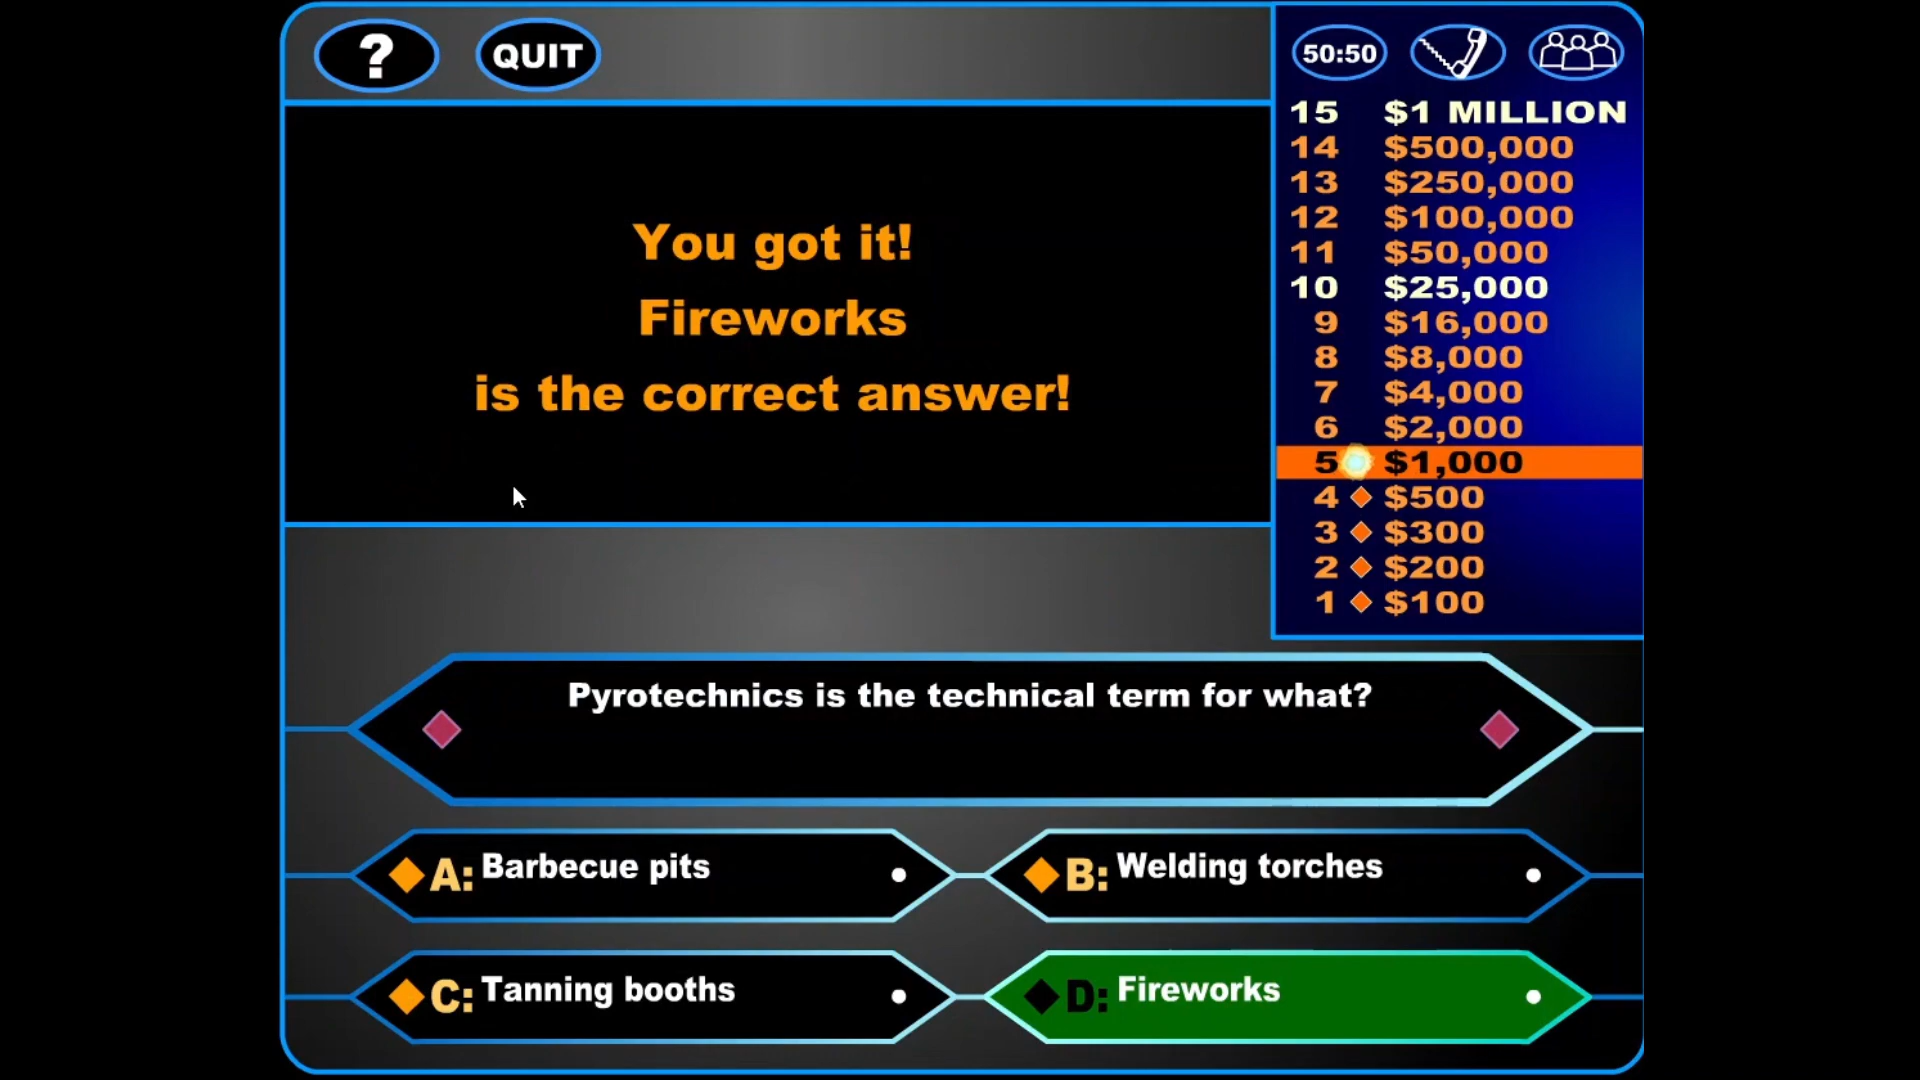 ?
QUIT
50:50
15 $1 MILLION
14 $500,000
13 $250,000
12 $100,000
11 $50,000
10 $25,000
9 $16,000
8 $8,000
7 $4,000
6 $2,000
5 $1,000
4 $500
3 $300
2 $200
1 $100
You got it!
Fireworks
is the correct answer!
Pyrotechnics is the technical term for what?
A: Barbecue pits
B: Welding torches
C: Tanning booths
D: Fireworks